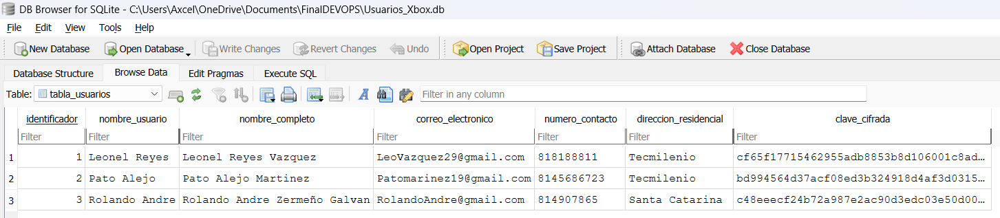 DB Browser for SQLite - C:\Users\Axcel\OneDrive\Documents\FinalDEVOPS\Usuarios_Xbox.db
File Edit View Tools Help
New Database Open Database Write Changes Revert Changes Undo Open Project Save Project Attach Database Close Database
Database Structure Browse Data Edit Pragmas Execute SQL
Table: tabla_usuarios Filter in any column
identificador nombre_usuario nombre_completo correo_electronico numero_contacto direccion_residencial clave_cifrada
Filter Filter Filter Filter Filter Filter Filter
1 1 Leonel Reyes Leonel Reyes Vazquez LeoVazquez29@gmail.com 818188811 Tecmilenio cf65f17715462955adb8853b8d106001c8ad…
2 2 Pato Alejo Pato Alejo Martinez Patomarinez19@gmail.com 8145686723 Tecmilenio bd994564d37acf08ed3b324918d4af3d0315…
3 3 Rolando Andre Rolando Andre Zermeño Galvan RolandoAndre@gmail.com 814907865 Santa Catarina c48eeecf24b72a987e2ac90d3edc03e50d00…